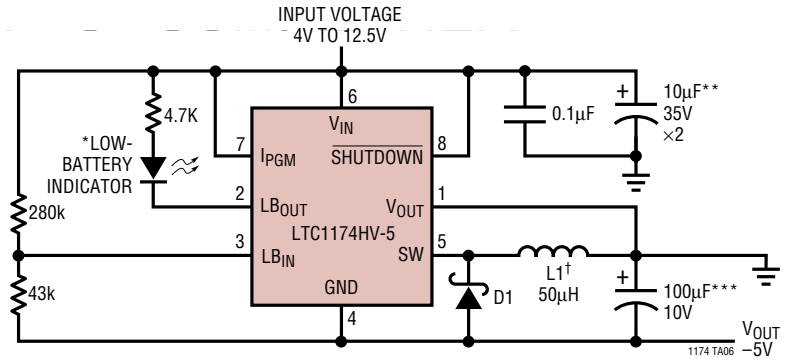 INPUT VOLTAGE
4V TO 12.5V
6
VIN
4.7K
0.1µF
+
10µF**
35V
×2
*LOW-
BATTERY
INDICATOR
7
IPGM
SHUTDOWN
8
2
LBOUT
VOUT
1
280k
LTC1174HV-5
3
LBIN
SW
5
L1†
50µH
43k
GND
4
D1
+
100µF***
10V
VOUT
–5V
1174 TA06